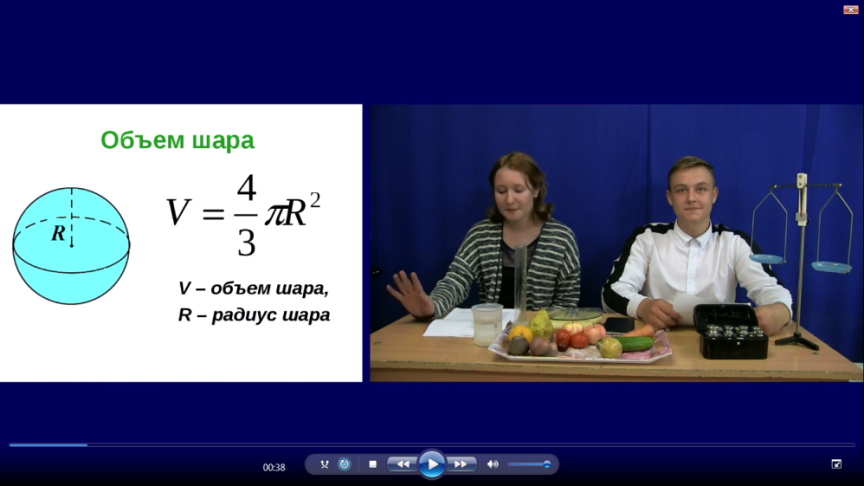 Объем шара
R
V = 4/3 πR²
V – объем шара,
R – радиус шара
00:38